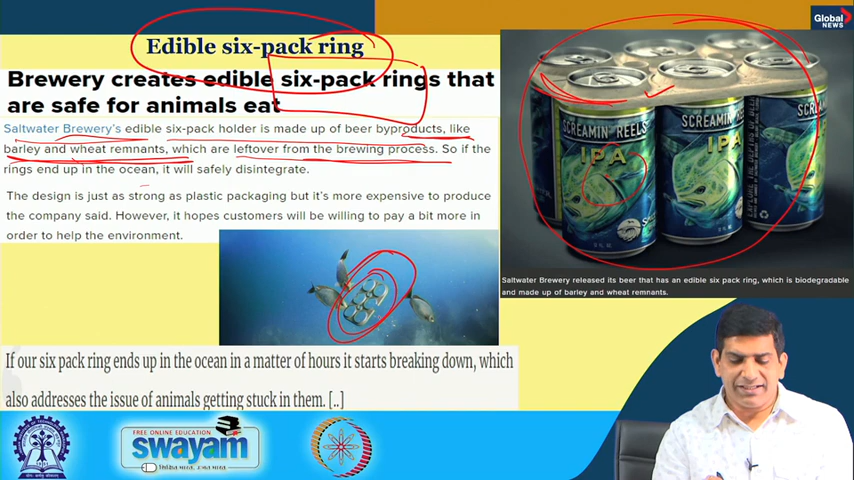 Global
NEWS
Edible six-pack ring
Brewery creates edible six-pack rings that
are safe for animals eat
Saltwater Brewery's edible six-pack holder is made up of beer byproducts, like
barley and wheat remnants, which are leftover from the brewing process. So if the
rings end up in the ocean, it will safely disintegrate.
The design is just as strong as plastic packaging but it's more expensive to produce
the company said. However, it hopes customers will be willing to pay a bit more in
order to help the environment.
SCREAMIN' REELS
IPA
SCREAMIN' REELS
IPA
SCREAMIN
Saltwater Brewery released its beer that has an edible six pack ring, which is biodegradable
and made up of barley and wheat remnants.
If our six pack ring ends up in the ocean in a matter of hours it starts breaking down, which
also addresses the issue of animals getting stuck in them. [..]
FREE ONLINE EDUCATION
swayam